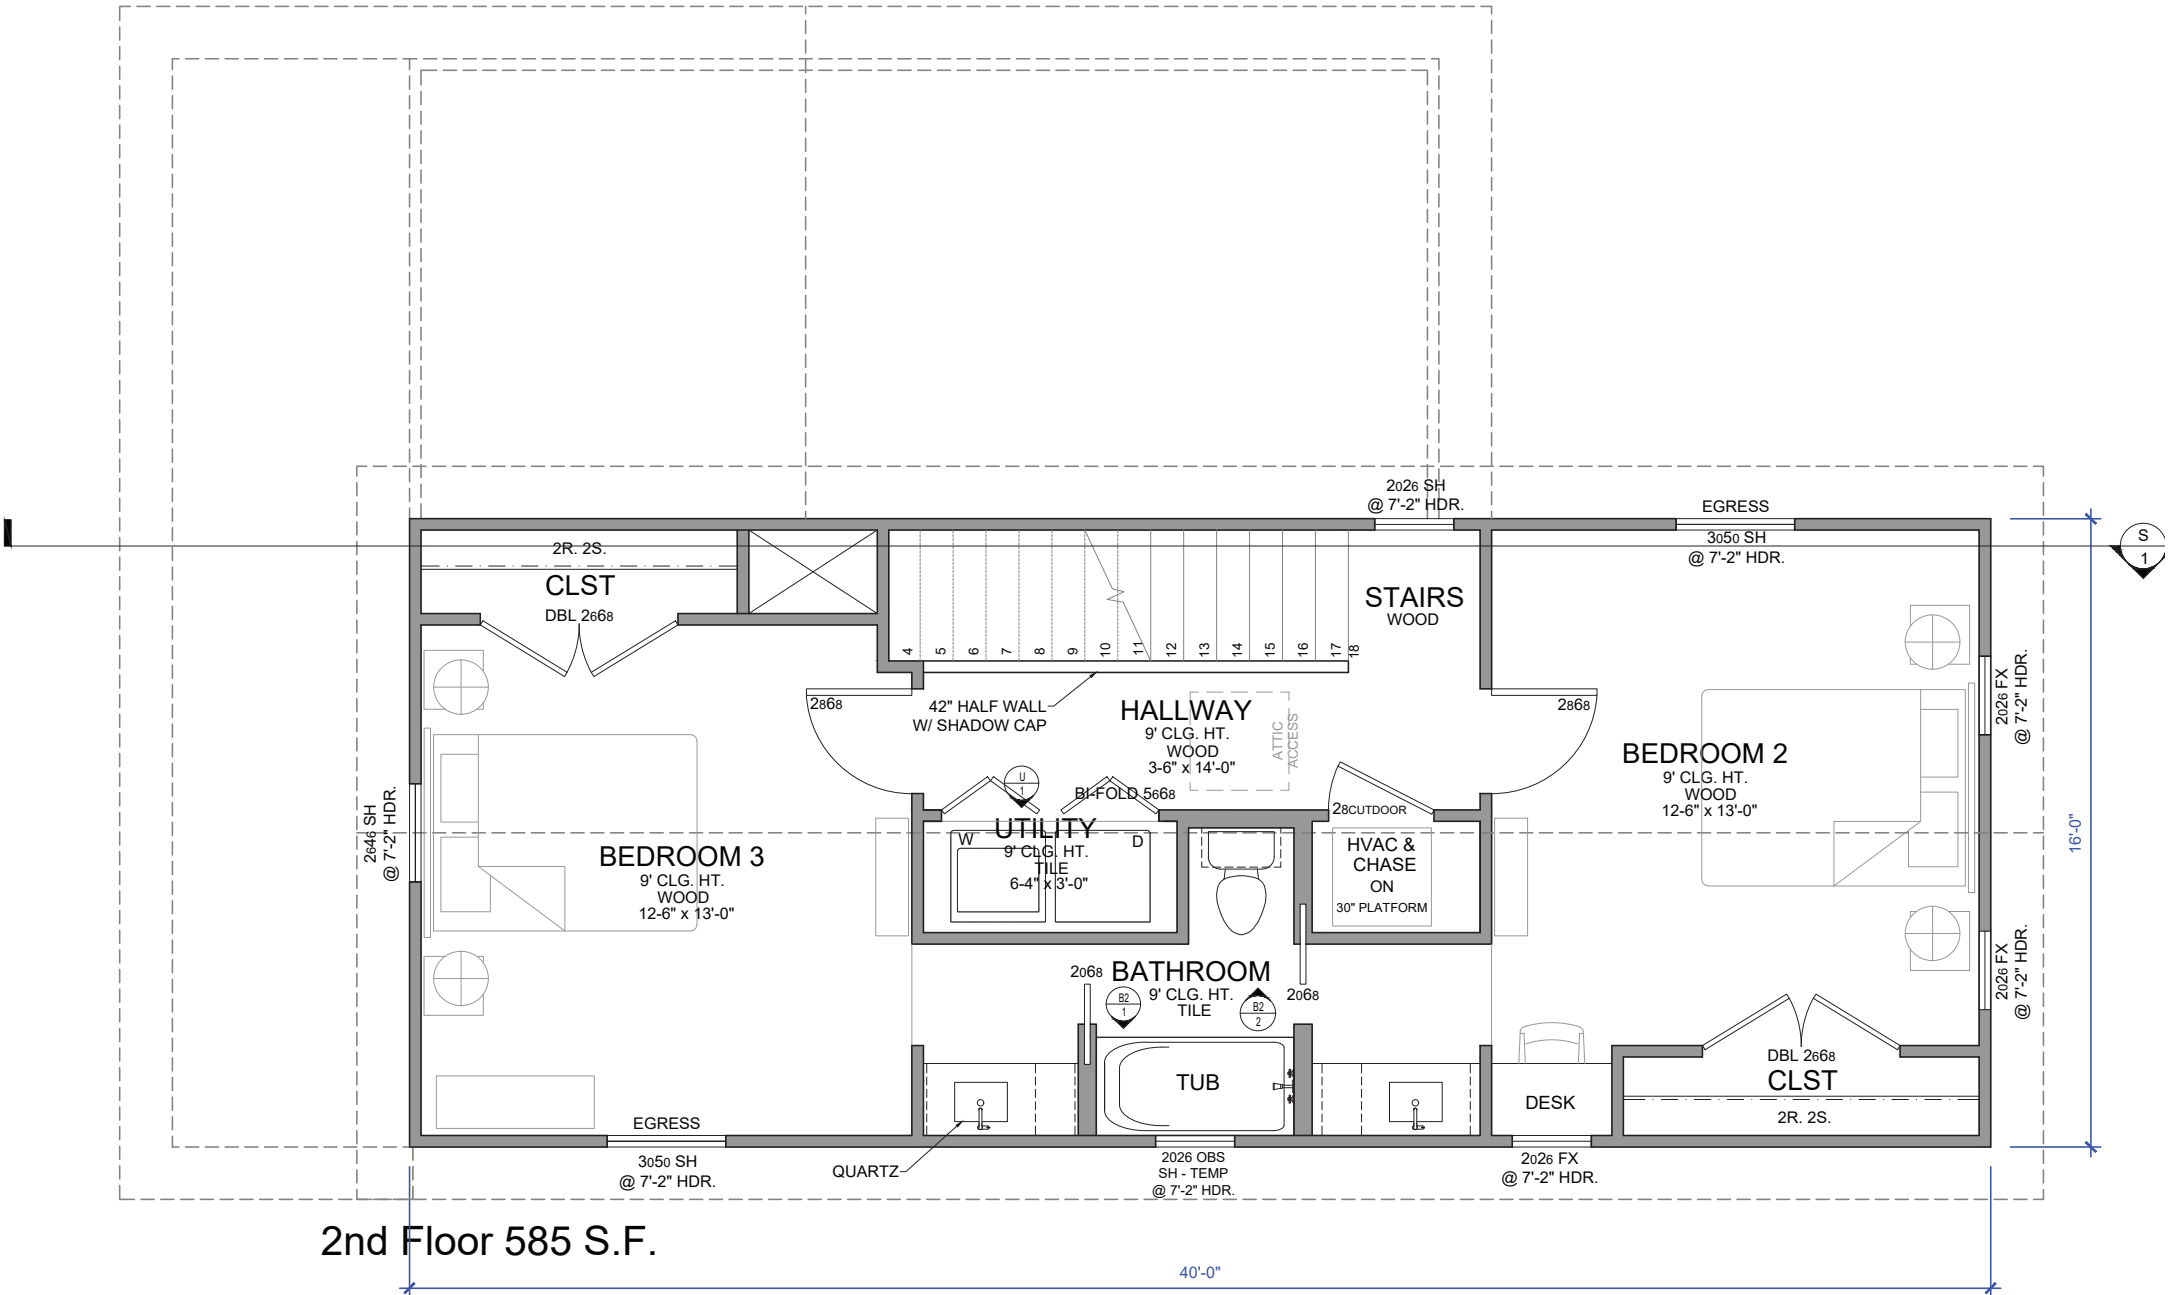 2026 SH
@ 7'-2" HDR.
EGRESS
3050 SH
@ 7'-2" HDR.
S
1
2R. 2S.
CLST
DBL 2668
STAIRS
WOOD
4
5
6
7
8
9
10
11
12
13
14
15
16
17
18
2868
42" HALF WALL
W/ SHADOW CAP
HALLWAY
9' CLG. HT.
WOOD
3-6" x 14'-0"
ATTIC
ACCESS
2868
2026 FX
@ 7'-2" HDR.
BEDROOM 2
9' CLG. HT.
WOOD
12-6" x 13'-0"
U
1
BI-FOLD 5668
28CUTDOOR
2646 SH
@ 7'-2" HDR.
BEDROOM 3
9' CLG. HT.
WOOD
12-6" x 13'-0"
UTILITY
9' CLG. HT.
TILE
6-4" x 3'-0"
W
D
HVAC &
CHASE
ON
30" PLATFORM
16'-0"
2068
BATHROOM
9' CLG. HT.
TILE
B2
1
B2
2
2068
2026 FX
@ 7'-2" HDR.
TUB
DESK
DBL 2668
CLST
2R. 2S.
EGRESS
3050 SH
@ 7'-2" HDR.
QUARTZ
2026 OBS
SH - TEMP
@ 7'-2" HDR.
2026 FX
@ 7'-2" HDR.
2nd Floor 585 S.F.
40'-0"